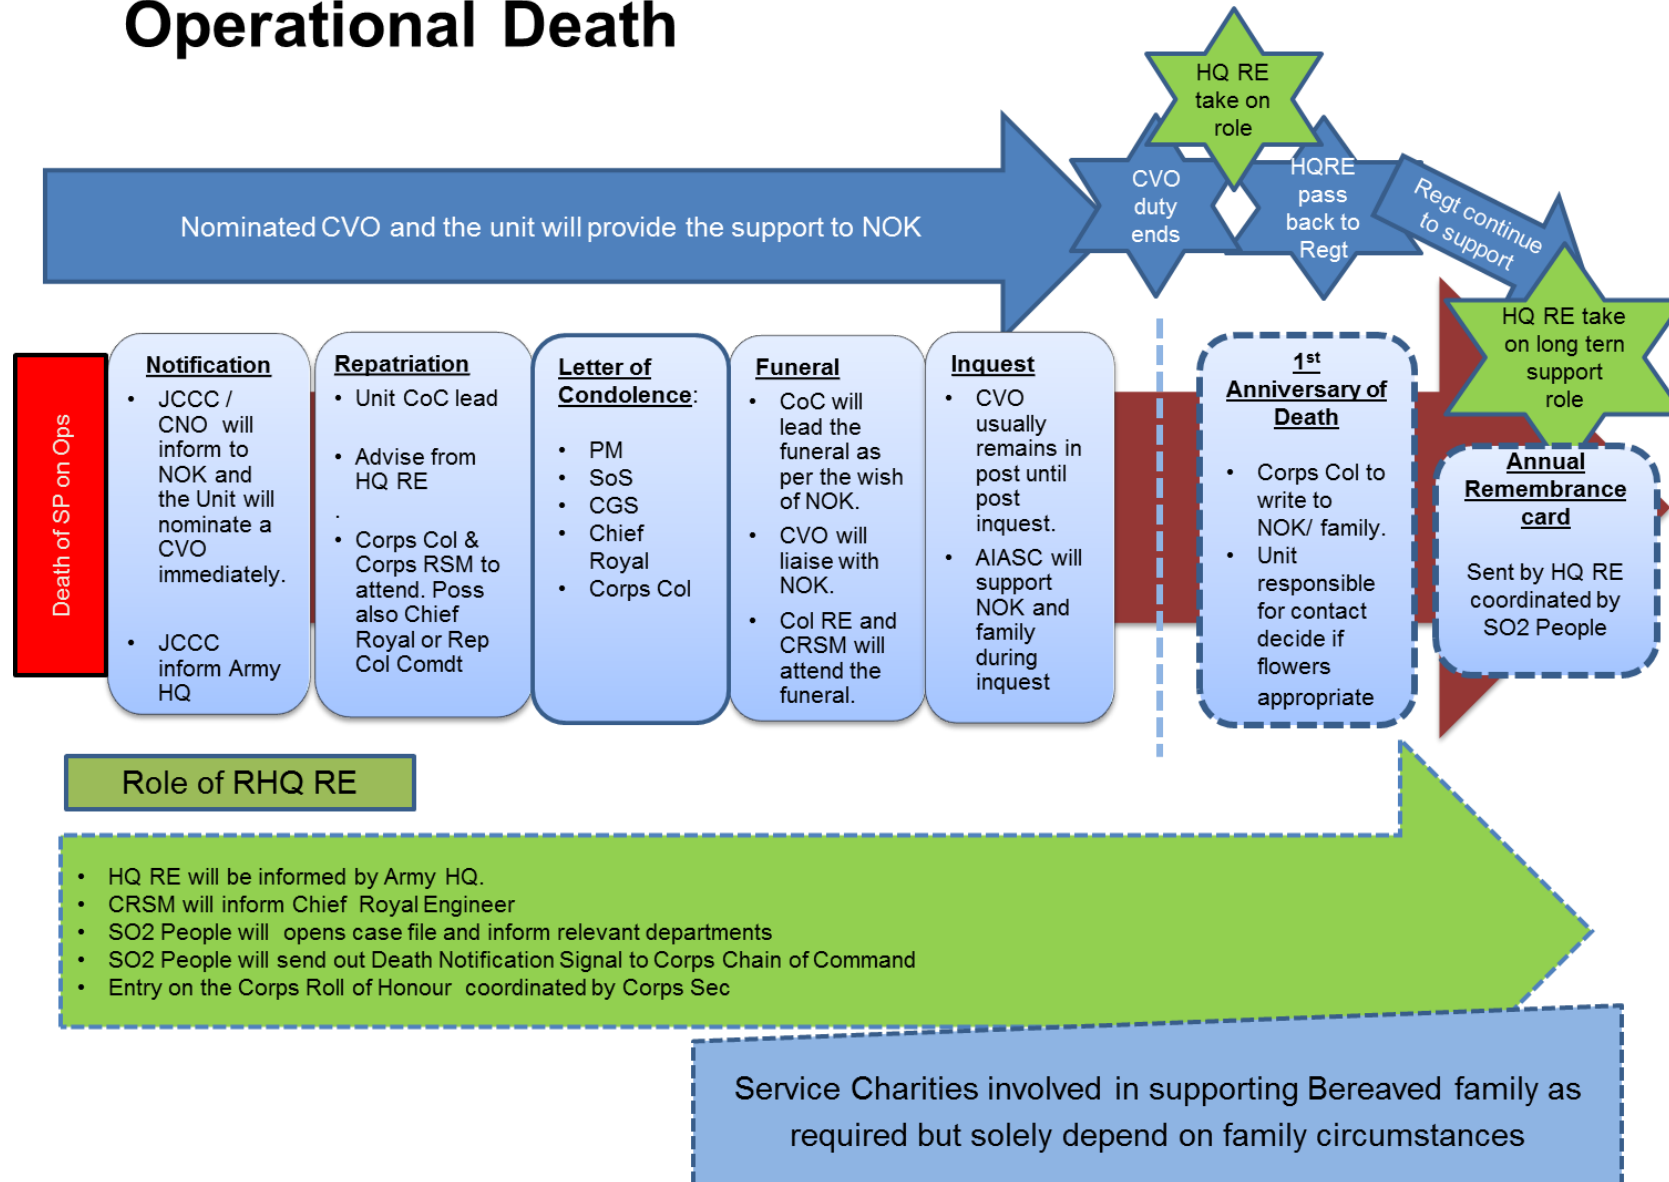 Operational Death
HQ RE
take on
role
Nominated CVO and the unit will provide the support to NOK
CVO
duty
ends
HQRE
pass
back to
Regt
Regt continue
to support
HQ RE take
on long tern
support
role
Death of SP on Ops
Notification
• JCCC /
CNO will
inform to
NOK and
the Unit will
nominate a
CVO
immediately.
• JCCC
inform Army
HQ
Repatriation
• Unit CoC lead
• Advise from
HQ RE
.
• Corps Col &
Corps RSM to
attend. Poss
also Chief
Royal or Rep
Col Comdt
Letter of
Condolence:
• PM
• SoS
• CGS
• Chief
Royal
• Corps Col
Funeral
• CoC will
lead the
funeral as
per the wish
of NOK.
• CVO will
liaise with
NOK.
• Col RE and
CRSM will
attend the
funeral.
Inquest
• CVO
usually
remains in
post until
post
inquest.
• AIASC will
support
NOK and
family
during
inquest
1st
Anniversary of
Death
• Corps Col to
write to
NOK/ family.
• Unit
responsible
for contact
decide if
flowers
appropriate
Annual
Remembrance
card
Sent by HQ RE
coordinated by
SO2 People
Role of RHQ RE
• HQ RE will be informed by Army HQ.
• CRSM will inform Chief Royal Engineer
• SO2 People will opens case file and inform relevant departments
• SO2 People will send out Death Notification Signal to Corps Chain of Command
• Entry on the Corps Roll of Honour coordinated by Corps Sec
Service Charities involved in supporting Bereaved family as
required but solely depend on family circumstances